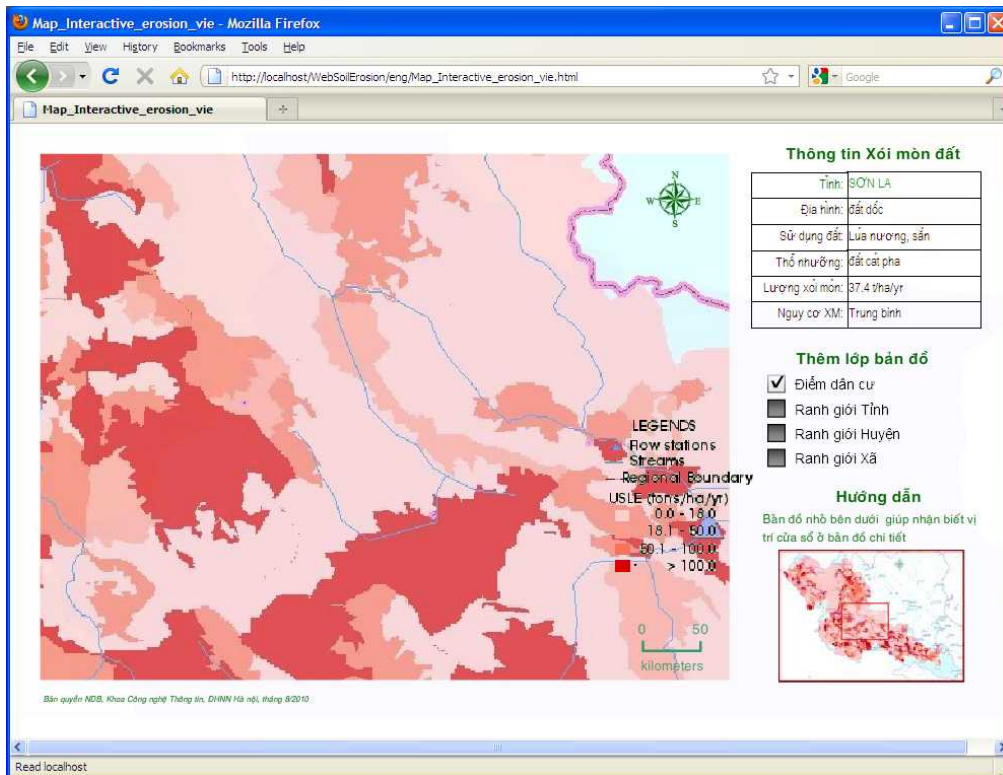 Map_Interactive_erosion_vie - Mozilla Firefox
File Edit View History Bookmarks Tools Help
http://localhost/WebSoilErosion/eng/Map_Interactive_erosion_vie.html
Google
Map_Interactive_erosion_vie
N
W E
S
LEGENDS
Flow stations
Streams
Regional Boundary
USLE (tons/ha/yr)
0.0 - 18.0
18.1 - 50.0
50.1 - 100.0
> 100.0
0 50
kilometers
Thông tin Xói mòn đất
Tỉnh: SƠN LA
Địa hình: đất dốc
Sử dụng đất: Lúa nương, sắn
Thổ nhưỡng: đất cát pha
Lượng xói mòn: 37.4 t/ha/yr
Nguy cơ XM: Trung bình
Thêm lớp bản đồ
Điểm dân cư
Ranh giới Tỉnh
Ranh giới Huyện
Ranh giới Xã
Hướng dẫn
Bản đồ nhỏ bên dưới giúp nhận biết vị
trí cửa sổ ở bản đồ chi tiết
Bản quyền NDB, Khoa Công nghệ Thông tin, ĐHNN Hà nội, tháng 8/2010
Read localhost